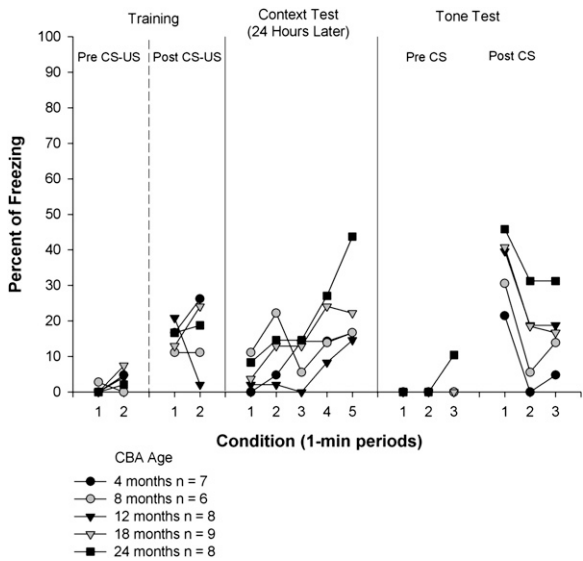 Training
Context Test
(24 Hours Later)
Tone Test
Pre CS-US
Post CS-US
Pre CS
Post CS
100
90
80
70
60
50
40
30
20
10
0
Percent of Freezing
1 2 1 2 1 2 3 4 5 1 2 3 1 2 3
Condition (1-min periods)
CBA Age
4 months n = 7
8 months n = 6
12 months n = 8
18 months n = 9
24 months n = 8